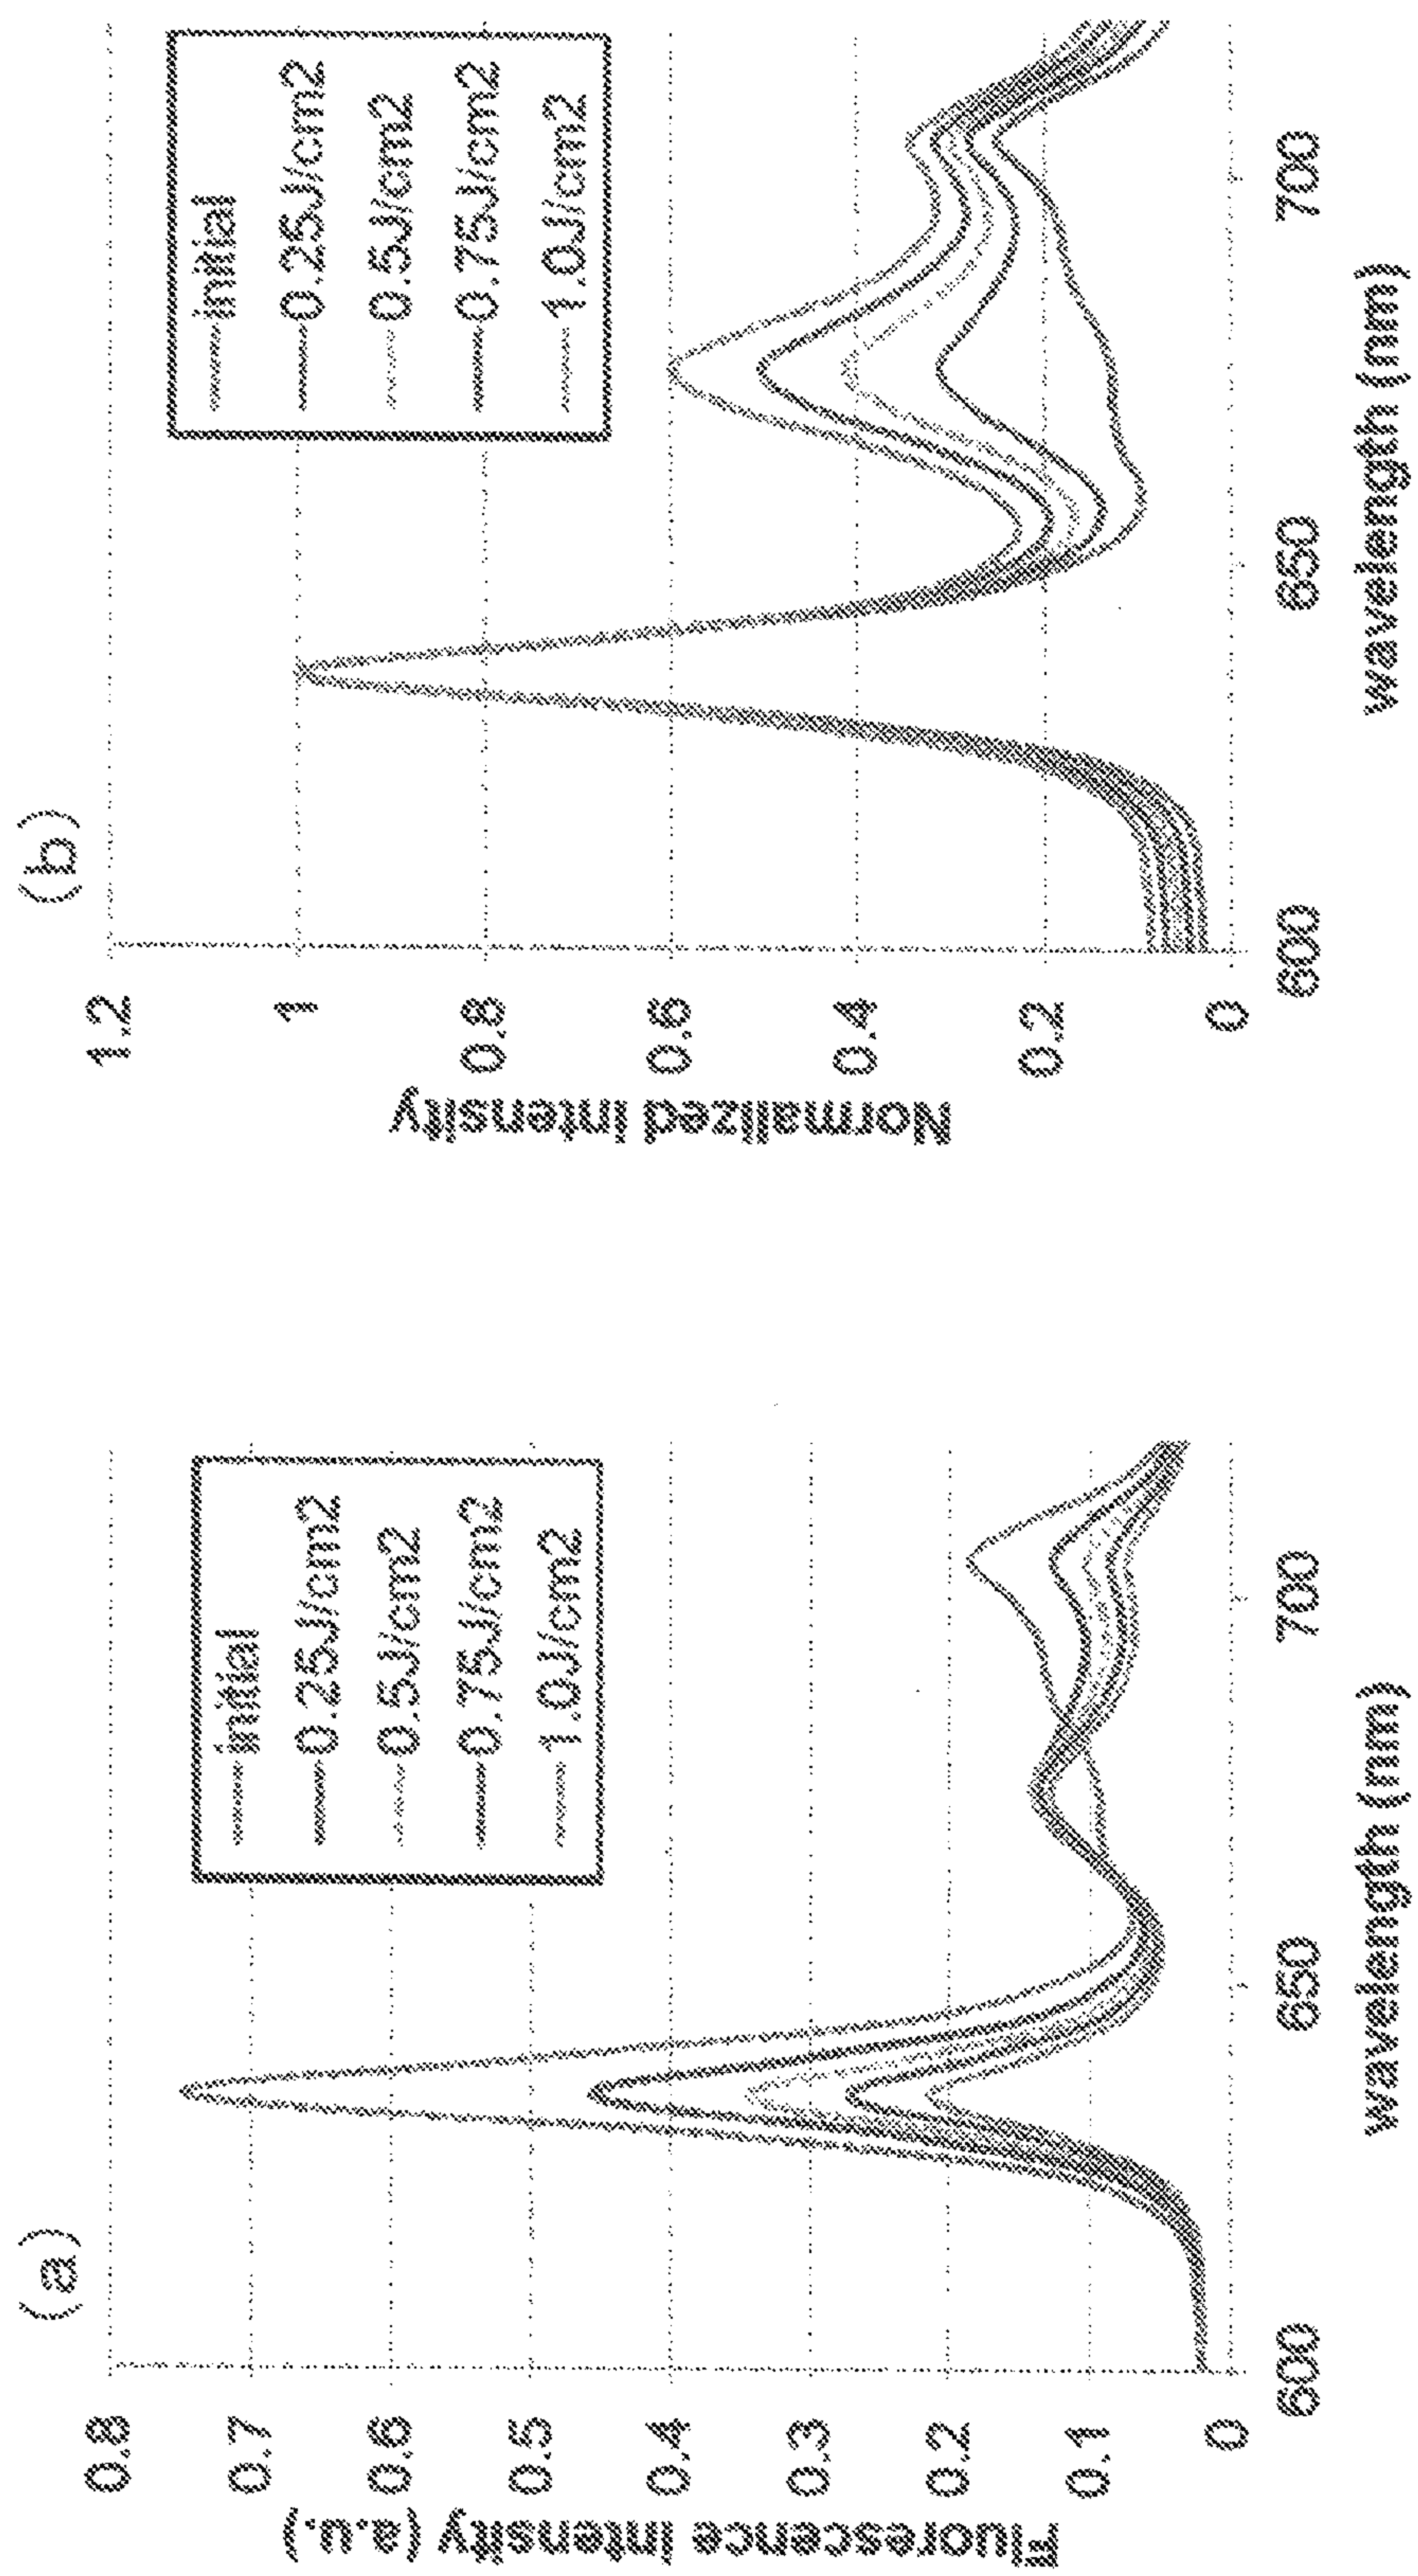 (a)
Fluorescence intensity (a.u.)
0.8
0.7
0.6
0.5
0.4
0.3
0.2
0.1
0
initial
0.25J/cm2
0.5J/cm2
0.75J/cm2
1.0J/cm2
600
650
700
wavelength (nm)
(b)
Normalized intensity
1.2
1
0.8
0.6
0.4
0.2
0
initial
0.25J/cm2
0.5J/cm2
0.75J/cm2
1.0J/cm2
600
650
700
wavelength (nm)